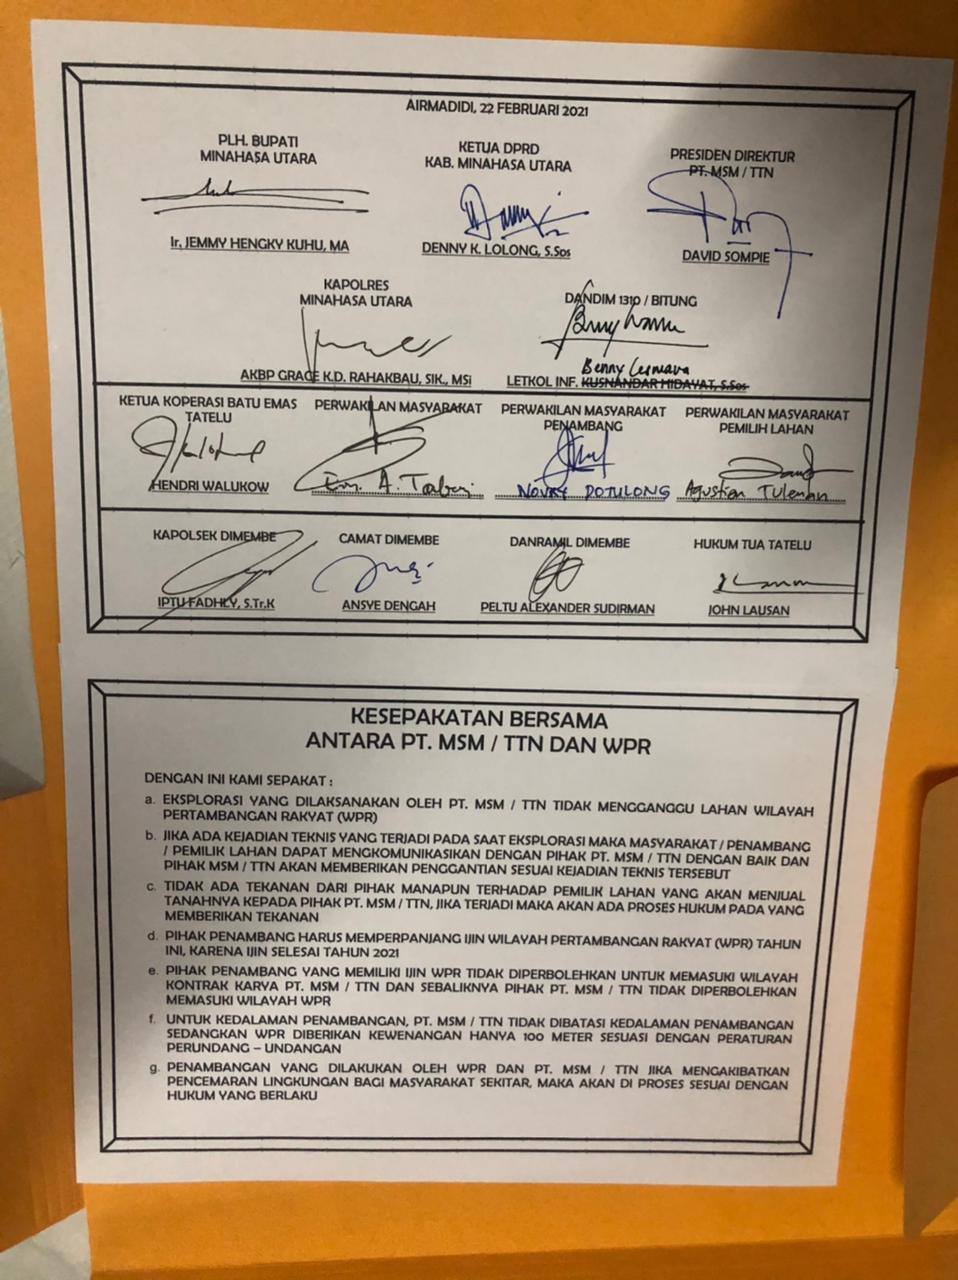 AIRMADIDI, 22 FEBRUARI 2021
PLH. BUPATI
MINAHASA UTARA
Ir, JEMMY HENGKY KUHU, MA
KETUA DPRD
KAB. MINAHASA UTARA
DENNY K. LOLONG, S.Sos
PRESIDEN DIREKTUR
PT. MSM / TTN
DAVID SOMPIE
KAPOLRES
MINAHASA UTARA
AKBP GRACE K.D. RAHAKBAU, SIK., MSi
DANDIM 1310 / BITUNG
Benny Lesmana
LETKOL INF. KUSNANDAR HIDAYAT, S.Sos
KETUA KOPERASI BATU EMAS
TATELU
HENDRI WALUKOW
PERWAKILAN MASYARAKAT
A.
PERWAKILAN MASYARAKAT
PENAMBANG
NOVRY DOTULONG
PERWAKILAN MASYARAKAT
PEMILIH LAHAN
Agustian Tuleman
KAPOLSEK DIMEMBE
IPTU FADHLY, S.Tr.K
CAMAT DIMEMBE
ANSYE DENGAH
DANRAMIL DIMEMBE
PELTU ALEXANDER SUDIRMAN
HUKUM TUA TATELU
JOHN LAUSAN
KESEPAKATAN BERSAMA
ANTARA PT. MSM / TTN DAN WPR
DENGAN INI KAMI SEPAKAT :
a. EKSPLORASI YANG DILAKSANAKAN OLEH PT. MSM / TTN TIDAK MENGGANGGU LAHAN WILAYAH
PERTAMBANGAN RAKYAT (WPR)
b. JIKA ADA KEJADIAN TEKNIS YANG TERJADI PADA SAAT EKSPLORASI MAKA MASYARAKAT / PENAMBANG
/ PEMILIK LAHAN DAPAT MENGKOMUNIKASIKAN DENGAN PIHAK PT. MSM / TTN DENGAN BAIK DAN
PIHAK MSM / TTN AKAN MEMBERIKAN PENGGANTIAN SESUAI KEJADIAN TEKNIS TERSEBUT
c. TIDAK ADA TEKANAN DARI PIHAK MANAPUN TERHADAP PEMILIK LAHAN YANG AKAN MENJUAL
TANAHNYA KEPADA PIHAK PT. MSM / TTN, JIKA TERJADI MAKA AKAN ADA PROSES HUKUM PADA YANG
MEMBERIKAN TEKANAN
d. PIHAK PENAMBANG HARUS MEMPERPANJANG IJIN WILAYAH PERTAMBANGAN RAKYAT (WPR) TAHUN
INI, KARENA IJIN SELESAI TAHUN 2021
e. PIHAK PENAMBANG YANG MEMILIKI IJIN WPR TIDAK DIPERBOLEHKAN UNTUK MEMASUKI WILAYAH
KONTRAK KARYA PT. MSM / TTN DAN SEBALIKNYA PIHAK PT. MSM / TTN TIDAK DIPERBOLEHKAN
MEMASUKI WILAYAH WPR
f. UNTUK KEDALAMAN PENAMBANGAN, PT. MSM / TTN TIDAK DIBATASI KEDALAMAN PENAMBANGAN
SEDANGKAN WPR DIBERIKAN KEWENANGAN HANYA 100 METER SESUASI DENGAN PERATURAN
PERUNDANG – UNDANGAN
g. PENAMBANGAN YANG DILAKUKAN OLEH WPR DAN PT. MSM / TTN JIKA MENGAKIBATKAN
PENCEMARAN LINGKUNGAN BAGI MASYARAKAT SEKITAR, MAKA AKAN DI PROSES SESUAI DENGAN
HUKUM YANG BERLAKU